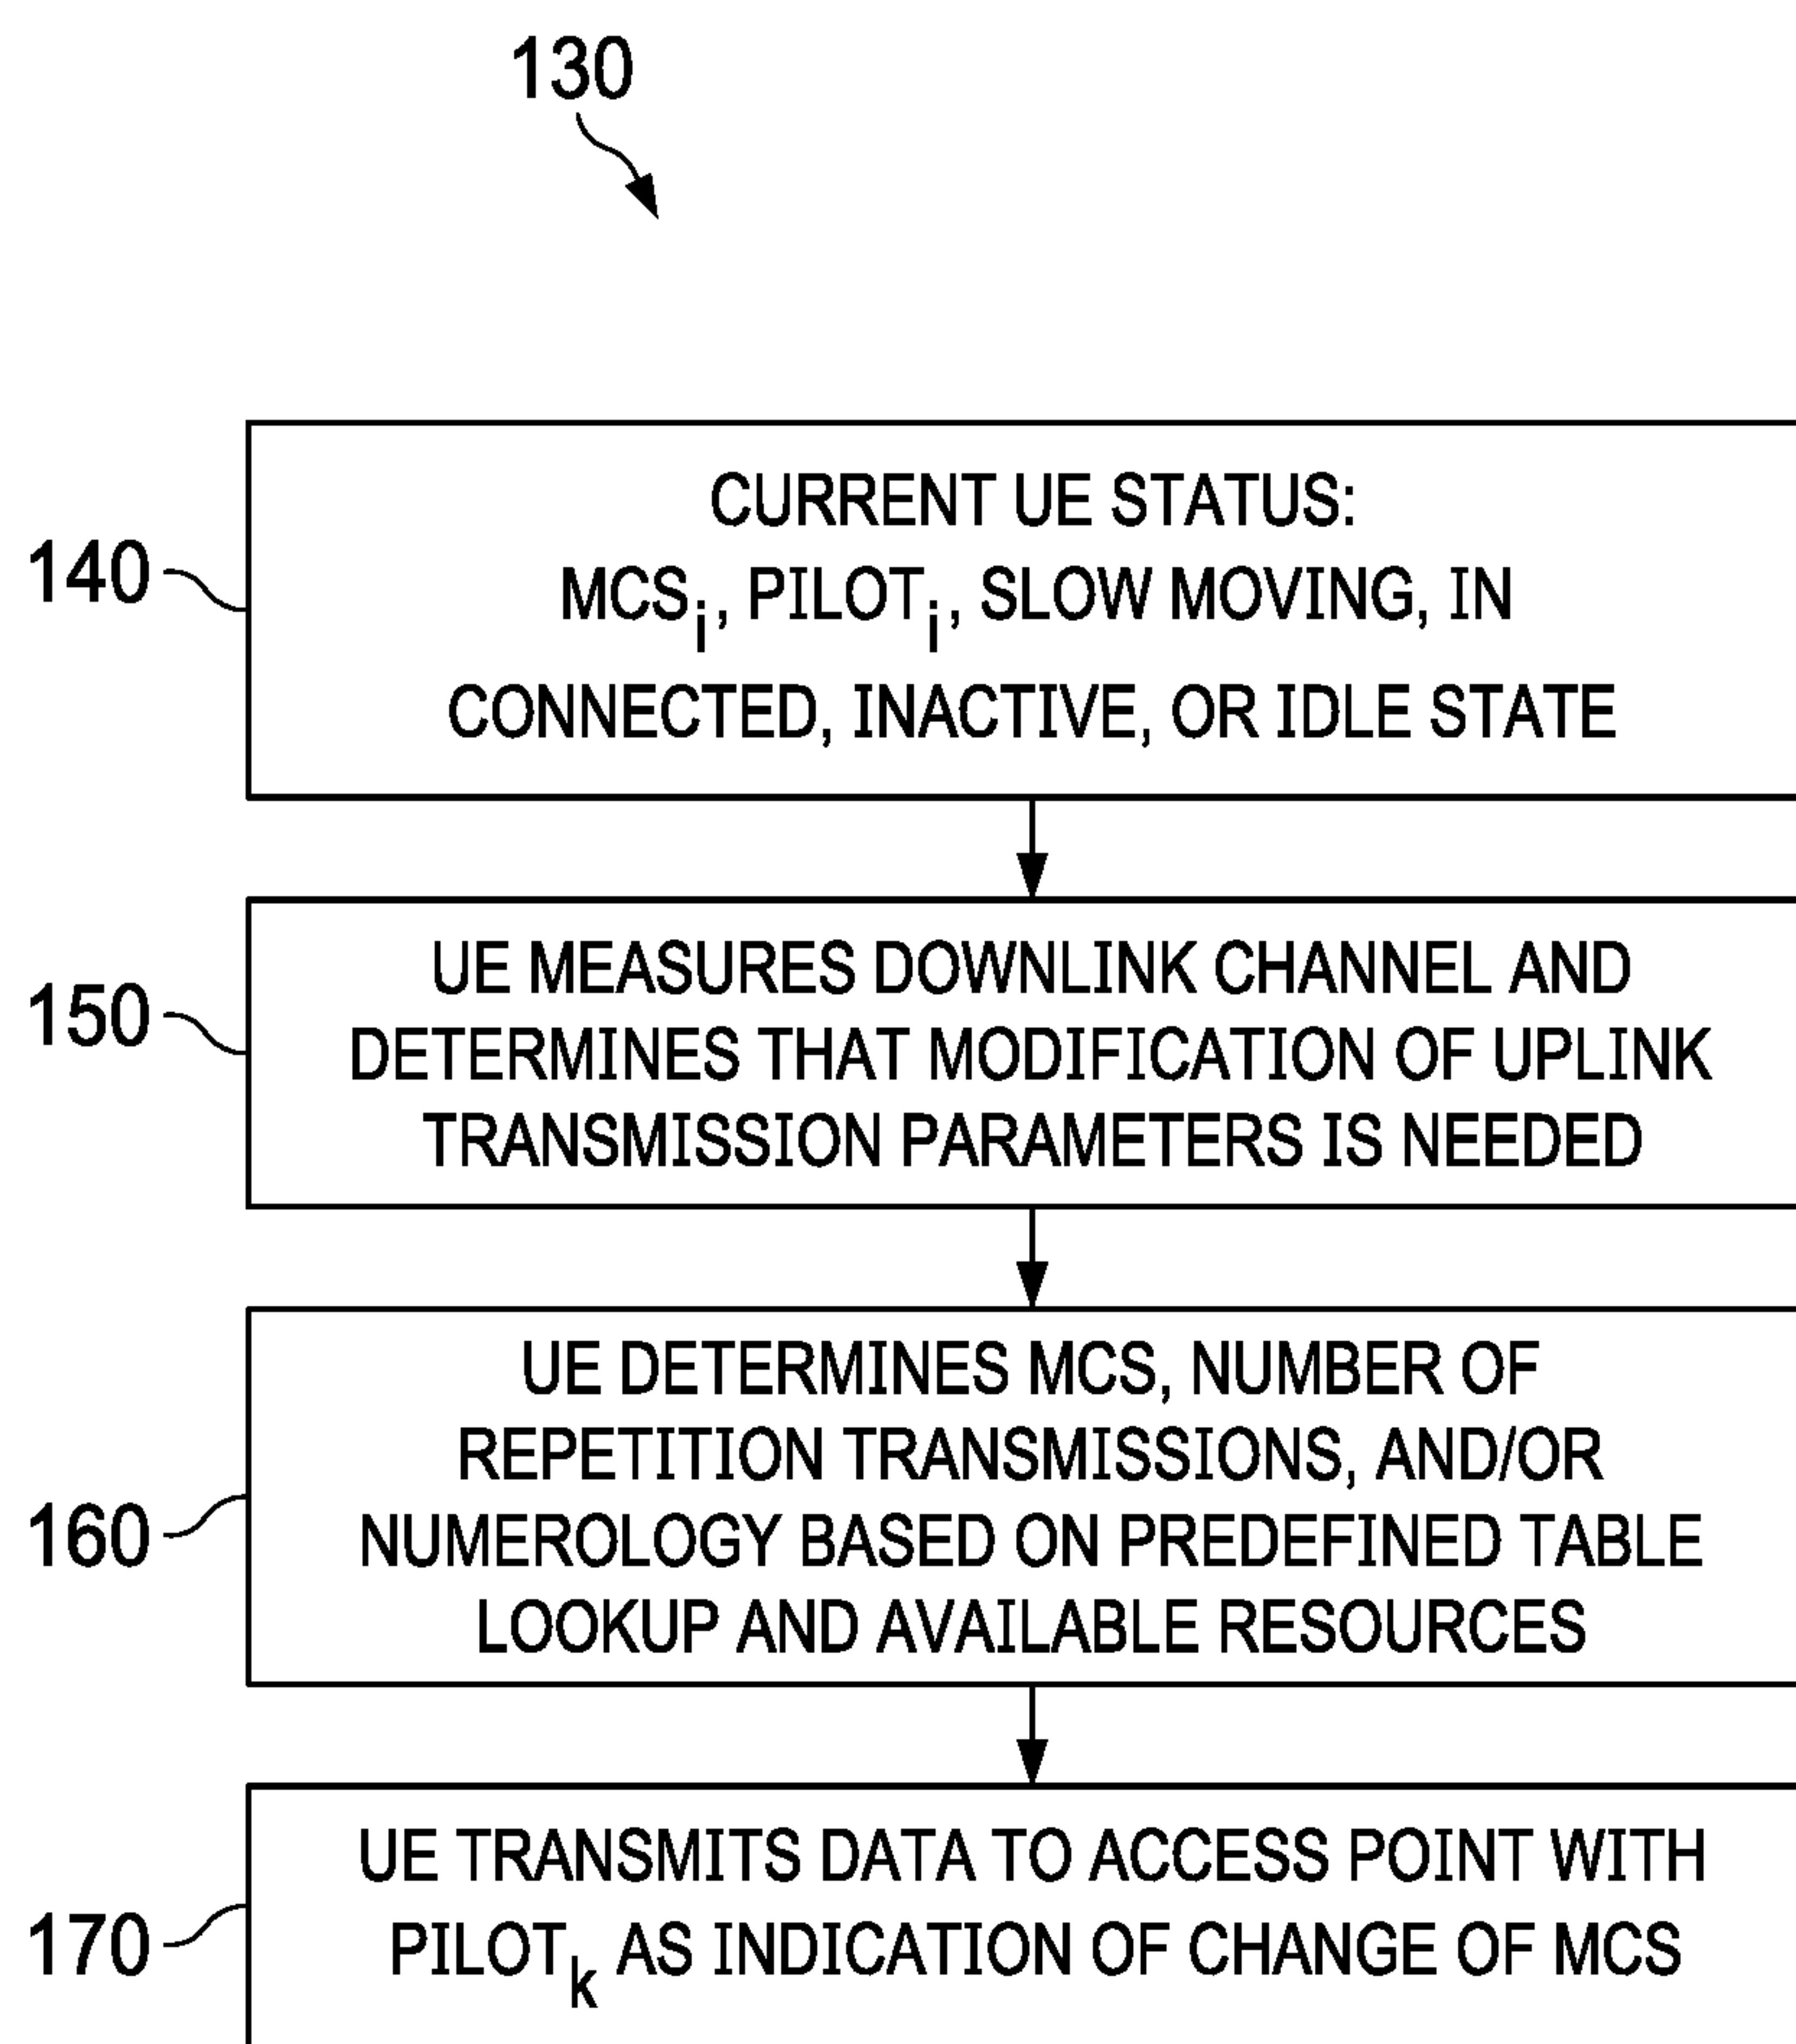 130
140
CURRENT UE STATUS:
MCSi, PILOTi, SLOW MOVING, IN
CONNECTED, INACTIVE, OR IDLE STATE
150
UE MEASURES DOWNLINK CHANNEL AND
DETERMINES THAT MODIFICATION OF UPLINK
TRANSMISSION PARAMETERS IS NEEDED
160
UE DETERMINES MCS, NUMBER OF
REPETITION TRANSMISSIONS, AND/OR
NUMEROLOGY BASED ON PREDEFINED TABLE
LOOKUP AND AVAILABLE RESOURCES
170
UE TRANSMITS DATA TO ACCESS POINT WITH
PILOTk AS INDICATION OF CHANGE OF MCS